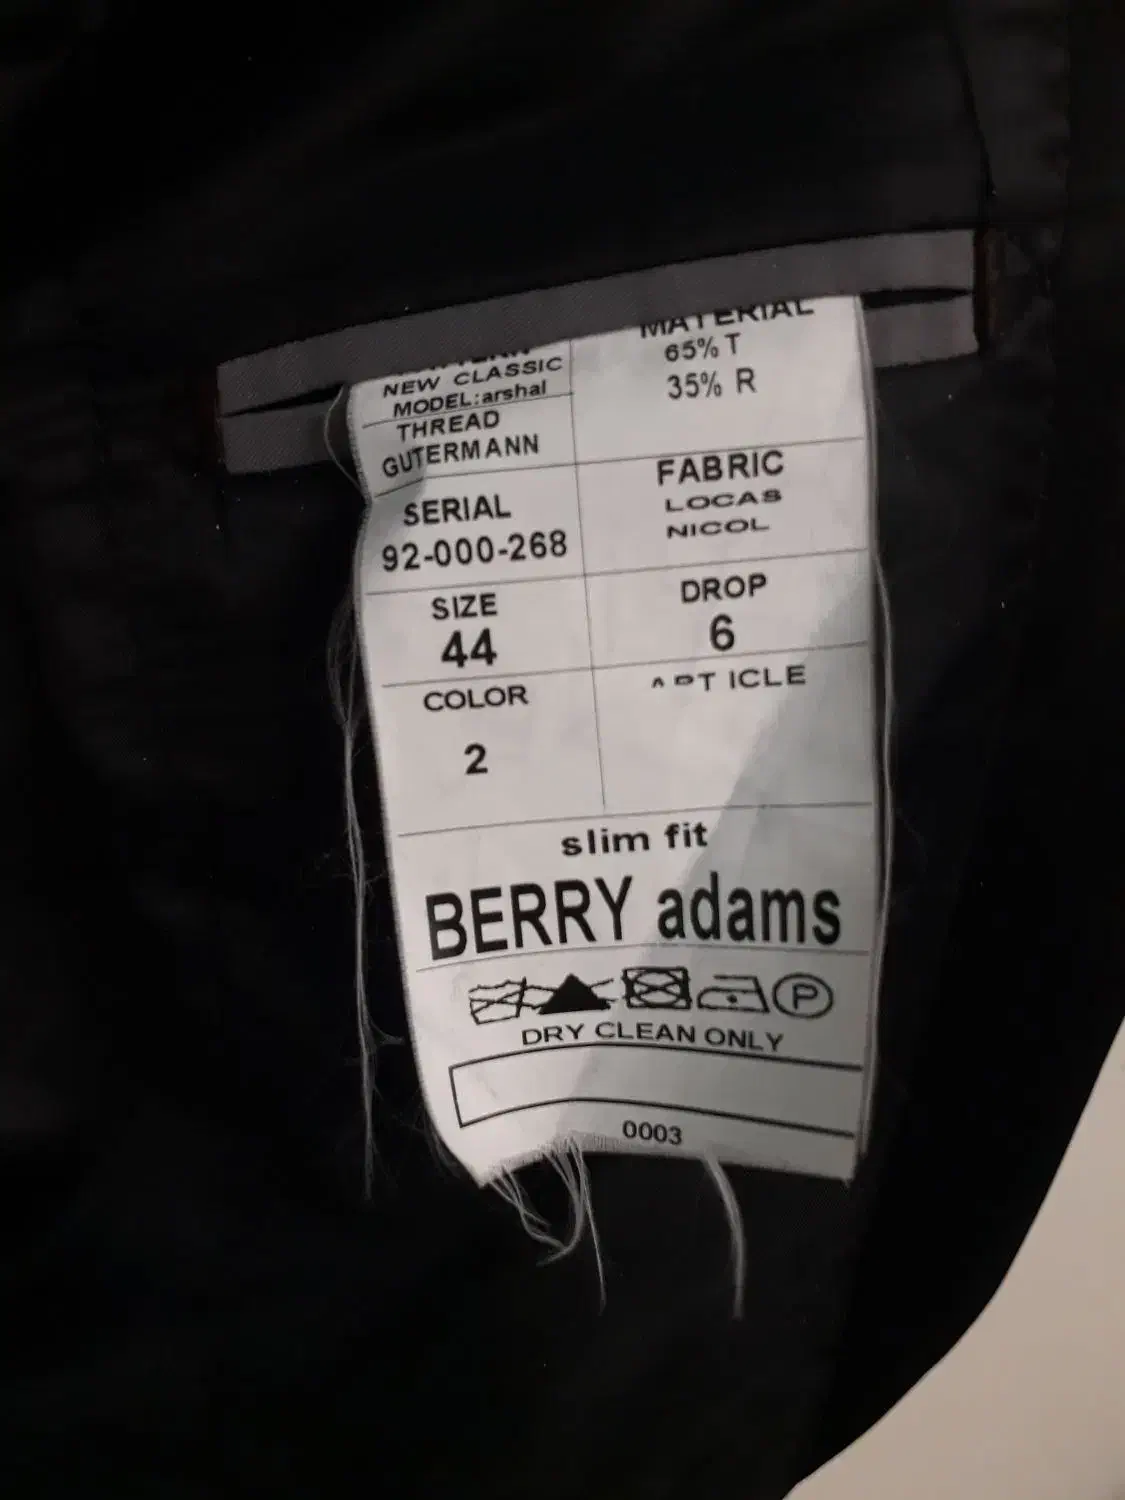 NEW CLASSIC
MODEL:arshal
THREAD
GUTERMANN
MATERIAL
65% T
35% R
SERIAL
92-000-268
FABRIC
LOCAS
NICOL
SIZE
44
DROP
6
COLOR
2
ARTICLE
slim fit
BERRY adams
P
DRY CLEAN ONLY
0003